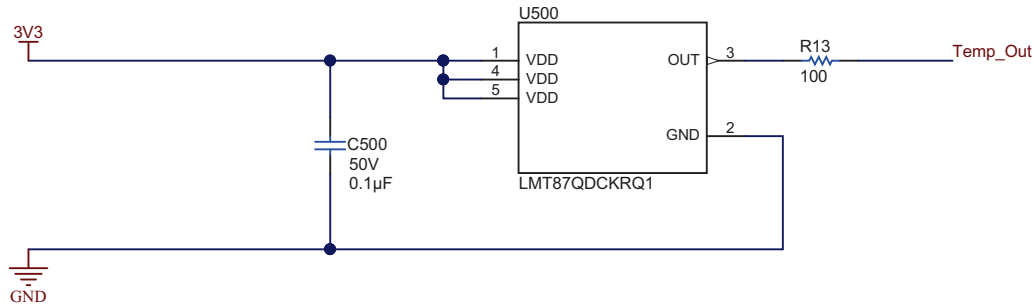 U500
3V3
1 VDD
4 VDD
5 VDD
OUT 3
R13
100
Temp_Out
GND 2
C500
50V
0.1µF
LMT87QDCKRQ1
GND